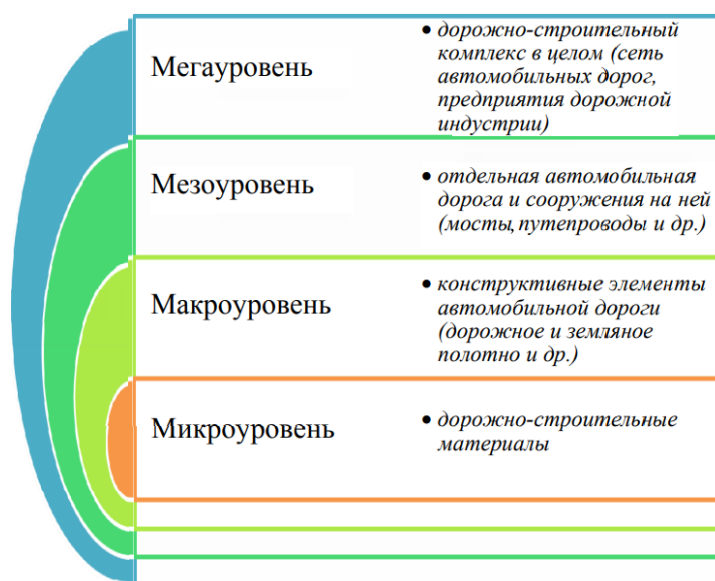 Мегауровень
• дорожно-строительный
комплекс в целом (сеть
автомобильных дорог,
предприятия дорожной
индустрии)
Мезоуровень
• отдельная автомобильная
дорога и сооружения на ней
(мосты, путепроводы и др.)
Макроуровень
• конструктивные элементы
автомобильной дороги
(дорожное и земляное
полотно и др.)
Микроуровень
• дорожно-строительные
материалы